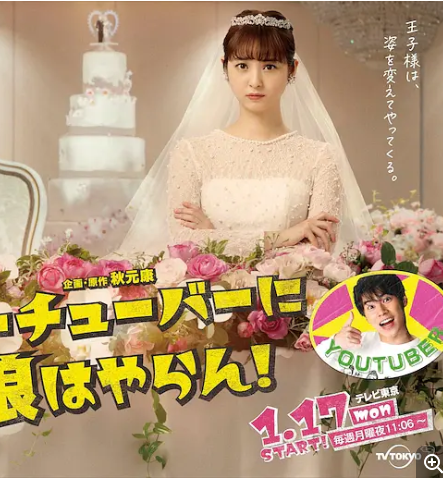 王子様は、
姿を変えてやってくる。
企画・原作 秋元康
ーチューバーに
娘はやらん!
YOUTUBER
1.17 mon
START!
テレビ東京
毎週月曜夜11:06～
TV TOKYO